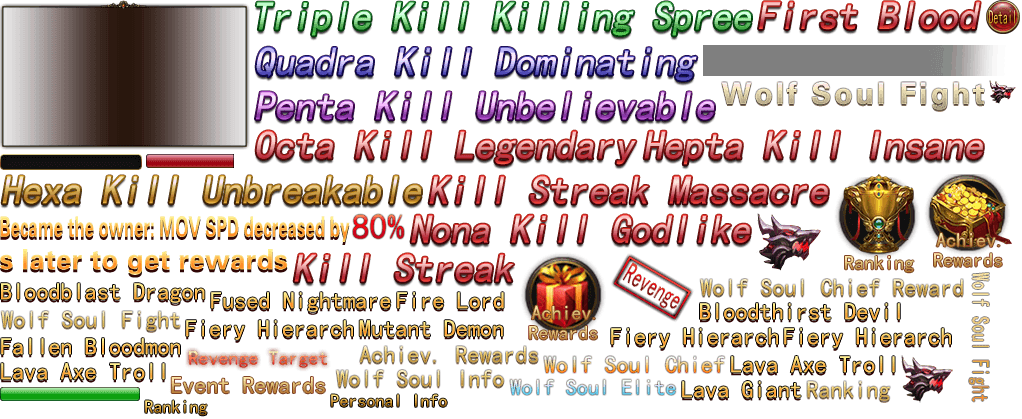 Triple Kill Killing Spree First Blood Detail
Quadra Kill Dominating
Wolf Soul Fight
Penta Kill Unbelievable
Octa Kill Legendary Hepta Kill Insane
Hexa Kill Unbreakable Kill Streak Massacre
Became the owner: MOV SPD decreased by 80% Nona Kill Godlike
Ranking
Achiev.
Rewards
s later to get rewards Kill Streak
Revenge
Achiev.
Rewards
Bloodblast Dragon Fused Nightmare Fire Lord
Wolf Soul Chief Reward
Wolf Soul Fight
Bloodthirst Devil
Wolf Soul Fight Fiery Hierarch Mutant Demon
Fiery Hierarch Fiery Hierarch
Fallen Bloodmon Revenge Target Achiev. Rewards
Wolf Soul Chief Lava Axe Troll
Lava Axe Troll Event Rewards Wolf Soul Info
Wolf Soul Elite Lava Giant Ranking
Ranking Personal Info